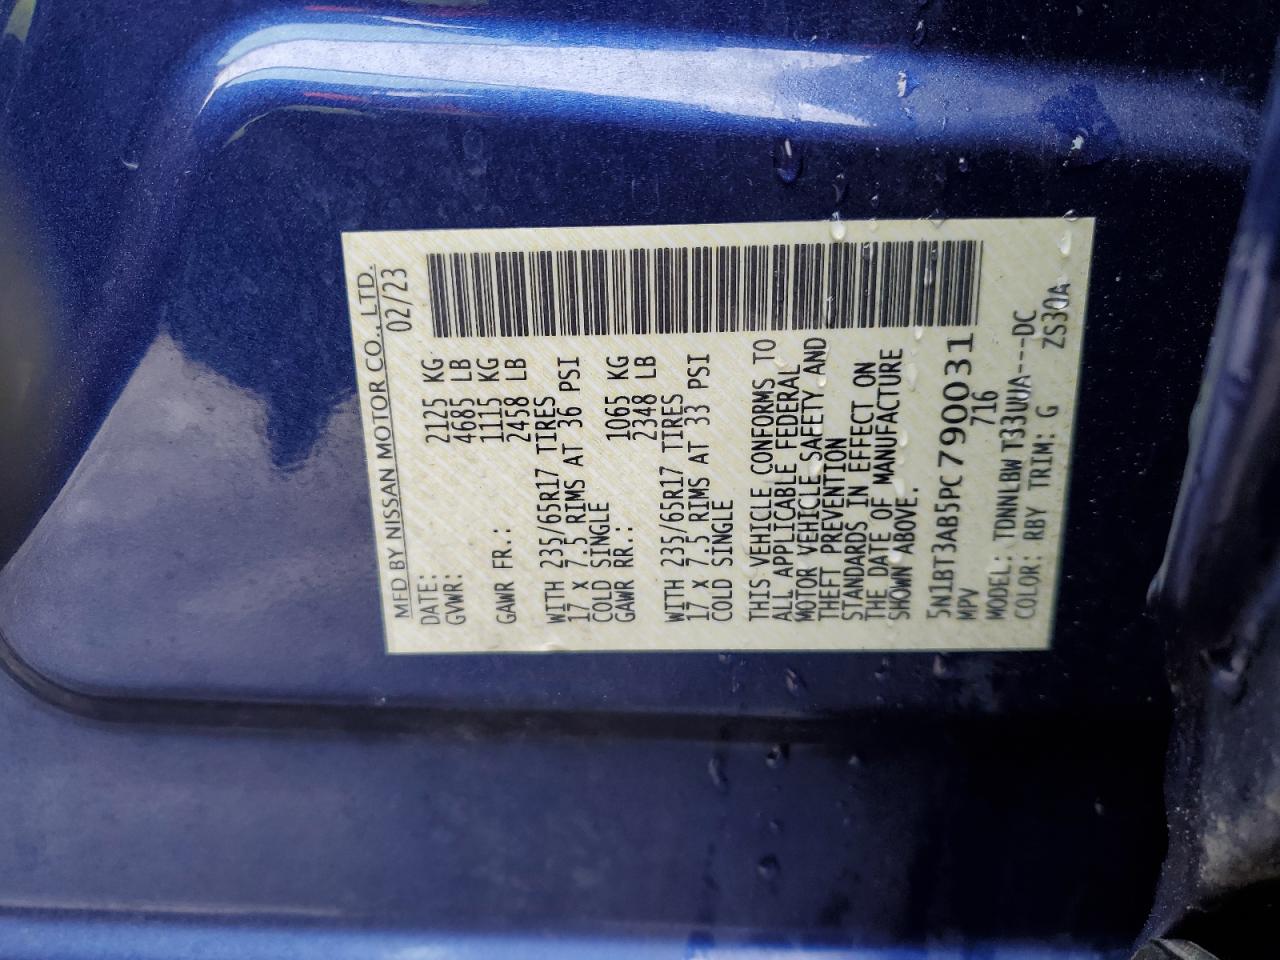 MFD BY NISSAN MOTOR CO., LTD.
DATE: 02/23
GVWR: 2125 KG
4685 LB
GAWR FR.: 1115 KG
2458 LB
WITH 235/65R17 TIRES
17 X 7.5 RIMS AT 36 PSI
COLD SINGLE
GAWR RR.: 1065 KG
2348 LB
WITH 235/65R17 TIRES
17 X 7.5 RIMS AT 33 PSI
COLD SINGLE
THIS VEHICLE CONFORMS TO
ALL APPLICABLE FEDERAL
MOTOR VEHICLE SAFETY AND
THEFT PREVENTION
STANDARDS IN EFFECT ON
THE DATE OF MANUFACTURE
SHOWN ABOVE.
5N1BT3AB5PC790031
MPV 716
MODEL: TDNNLBWT33UUA---DC
COLOR: RBY TRIM: G ZS30A